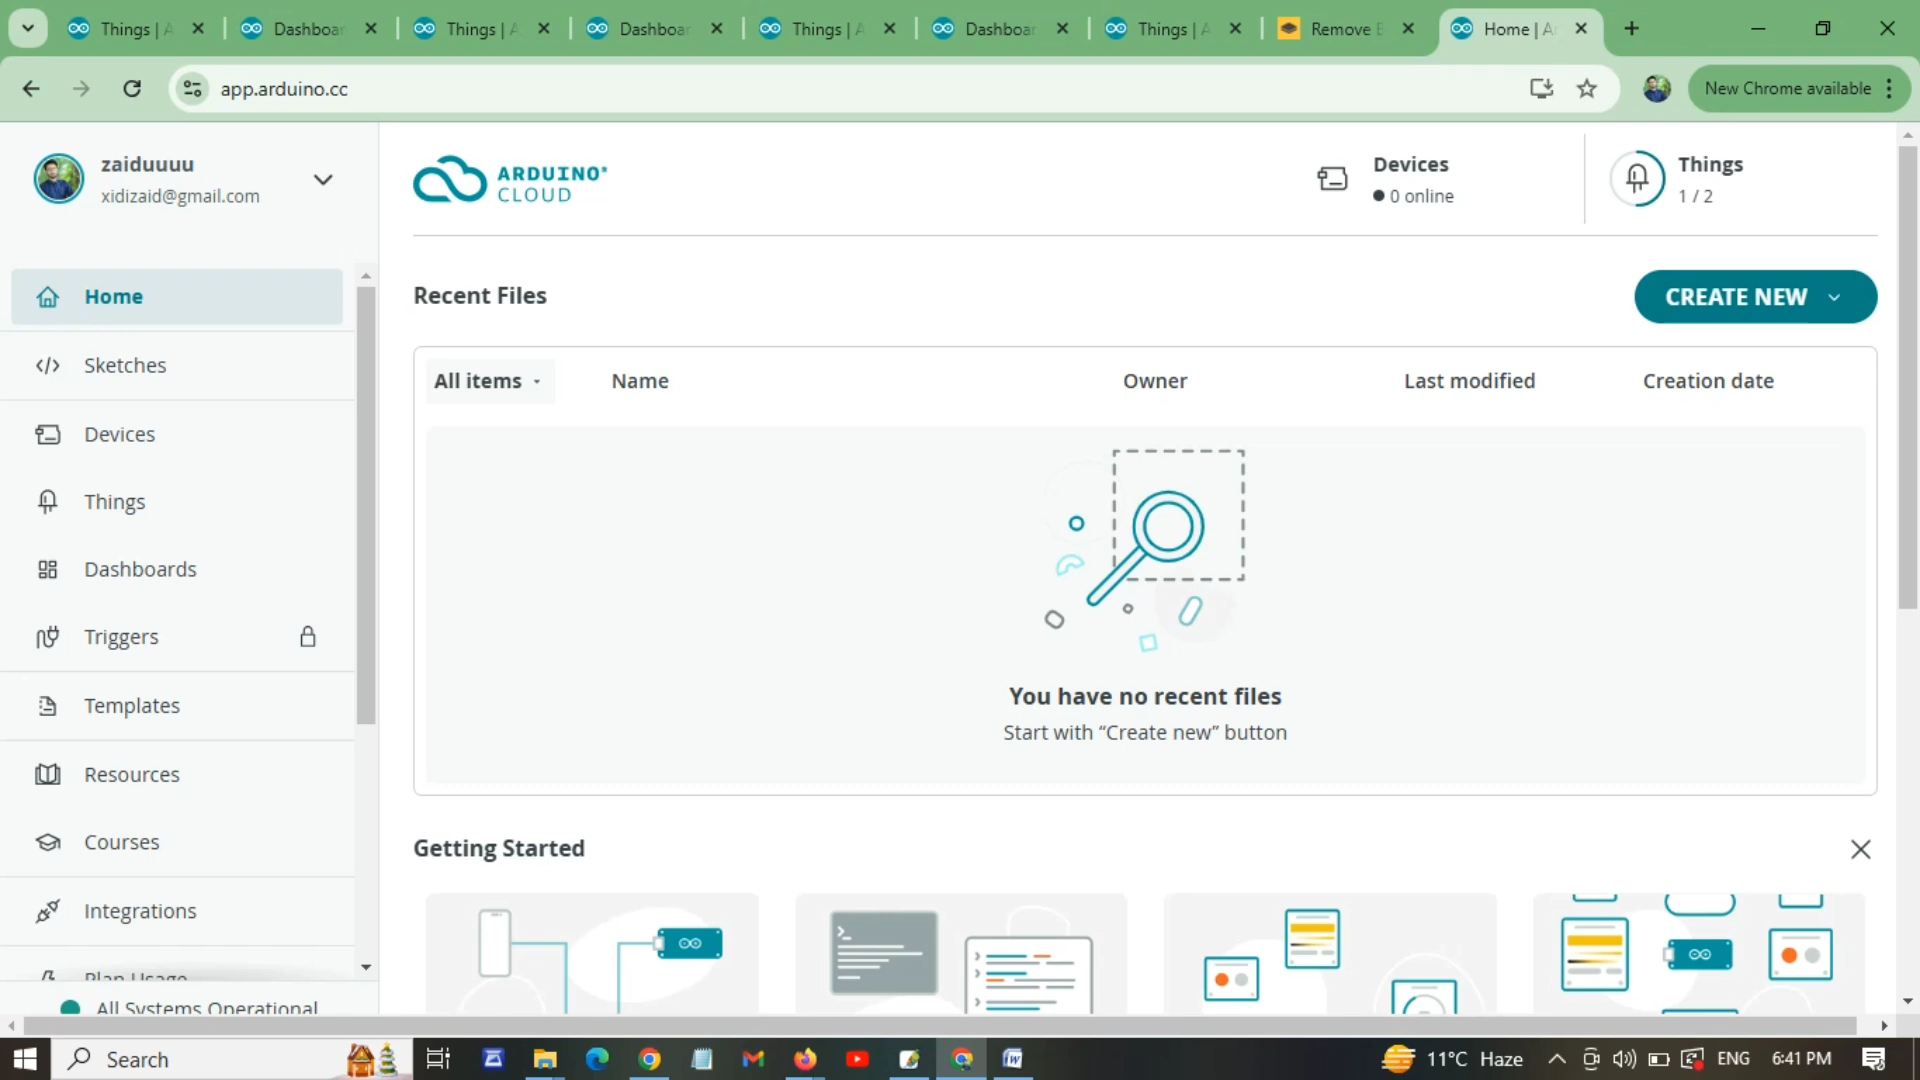 Things | A
Dashboar
Things | A
Dashboar
Things | A
Dashboar
Things | A
Remove B
Home | Ar
app.arduino.cc
New Chrome available
zaiduuuu
xidizaid@gmail.com
ARDUINO
CLOUD
Devices
0 online
Things
1 / 2
Home
Sketches
Devices
Things
Dashboards
Triggers
Templates
Resources
Courses
Integrations
Plan Usage
All Systems Operational
Recent Files
CREATE NEW
All items
Name
Owner
Last modified
Creation date
You have no recent files
Start with “Create new” button
Getting Started
Search
11°C Haze
ENG
6:41 PM